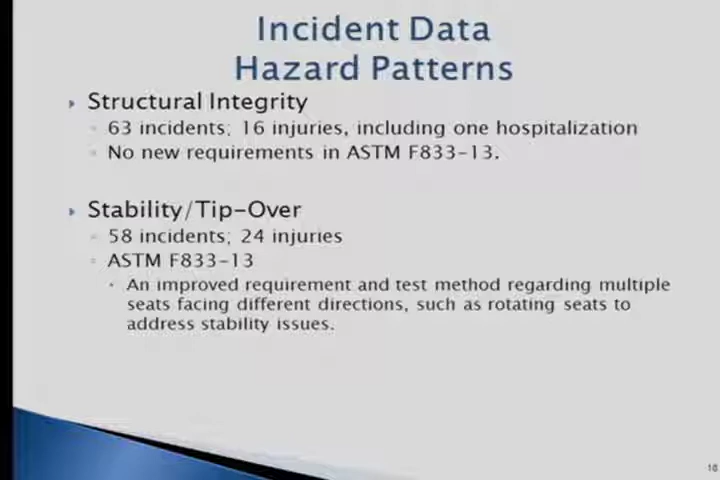 Incident Data
Hazard Patterns
Structural Integrity
63 incidents; 16 injuries, including one hospitalization
No new requirements in ASTM F833-13.
Stability/Tip-Over
58 incidents; 24 injuries
ASTM F833-13
An improved requirement and test method regarding multiple
seats facing different directions, such as rotating seats to
address stability issues.
18